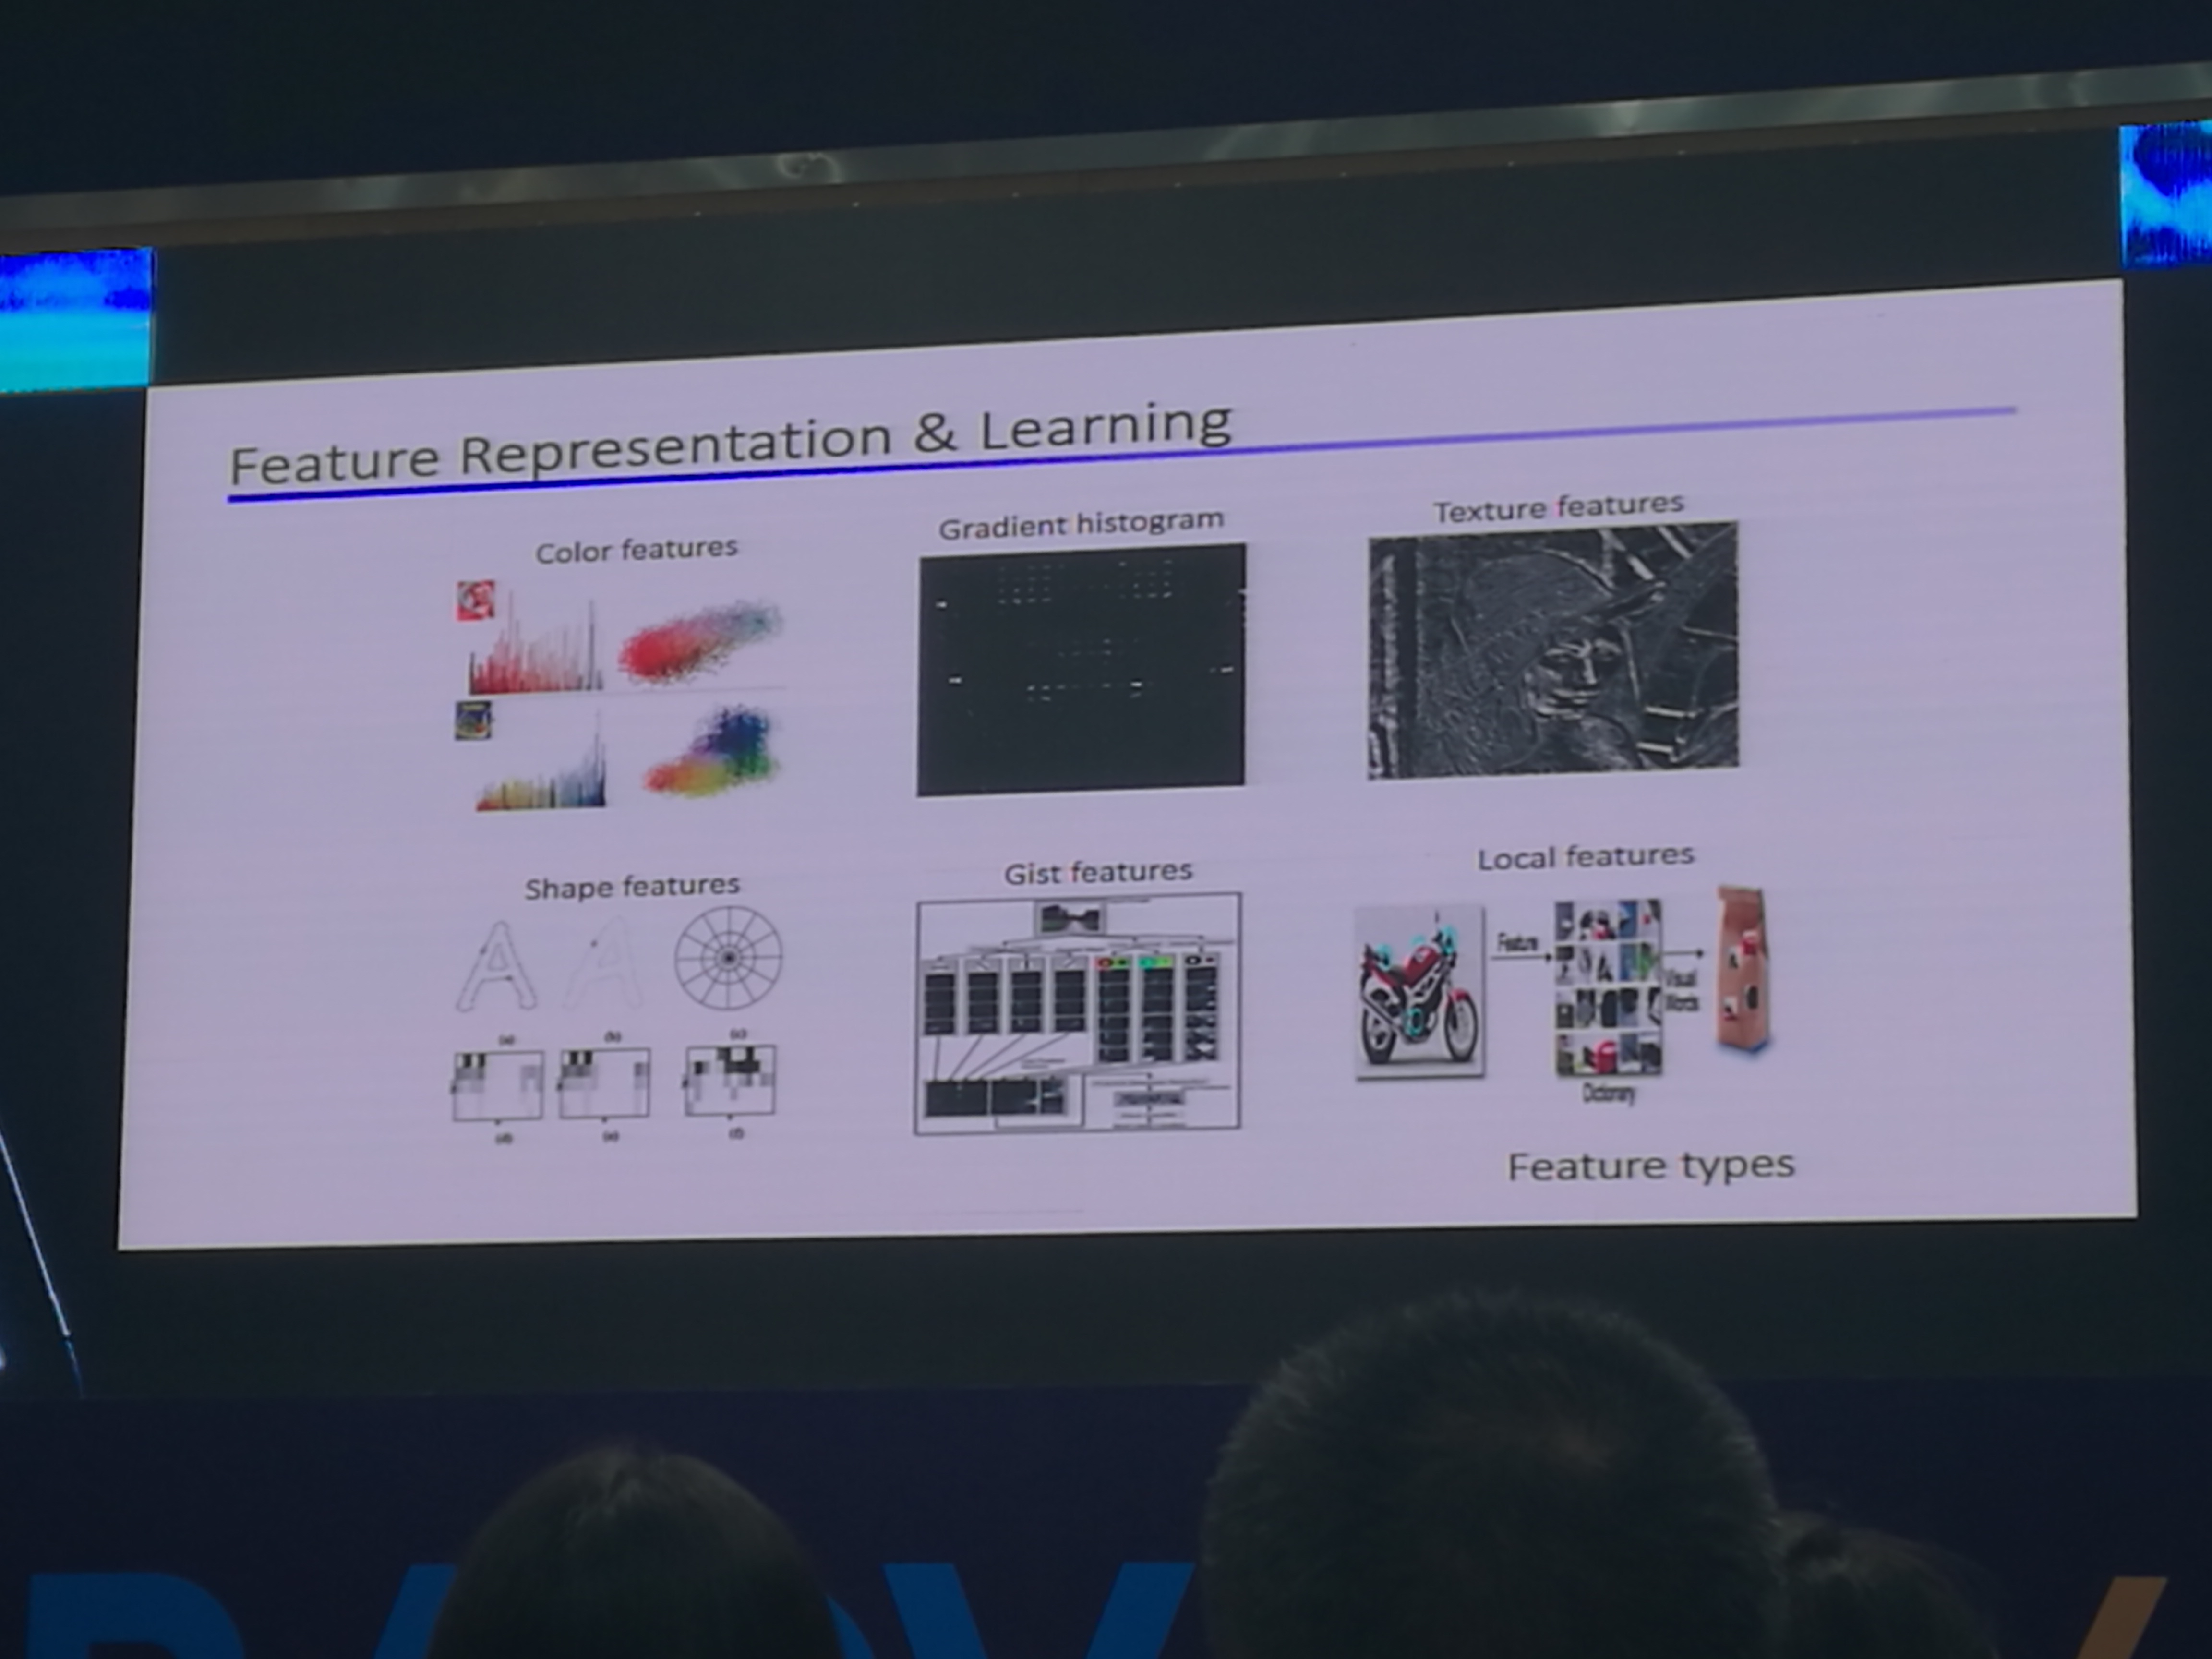 Feature Representation & Learning
Color features
Gradient histogram
Texture features
Shape features
Gist features
Local features
Feature
Visual
Words
Dictionary
(a)
(b)
(c)
(d)
(e)
(f)
Feature types